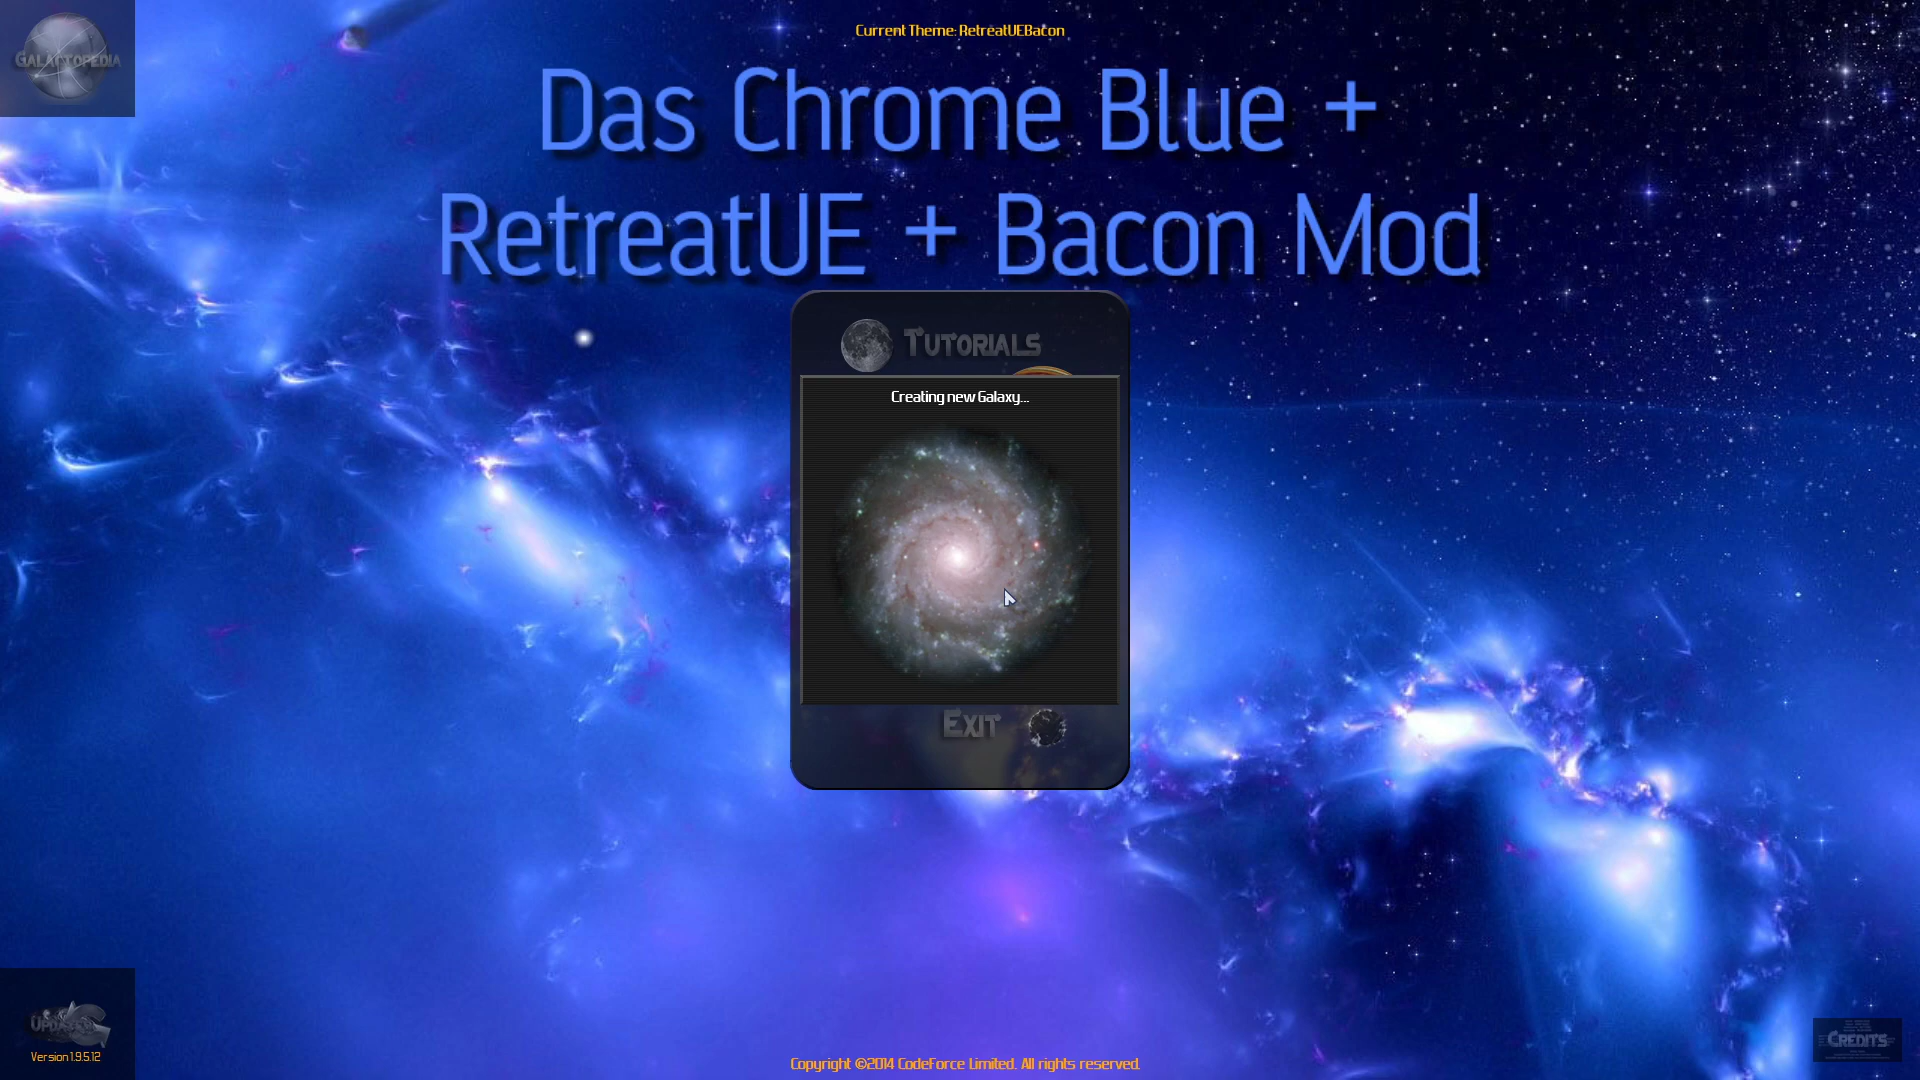 GALACTOPEDIA
Current Theme: RetreatUEBacon
Das Chrome Blue +
RetreatUE + Bacon Mod
TUTORIALS
Creating new Galaxy...
EXIT
Version 1.9.5.12
CREDITS
Copyright ©2014 CodeForce Limited. All rights reserved.